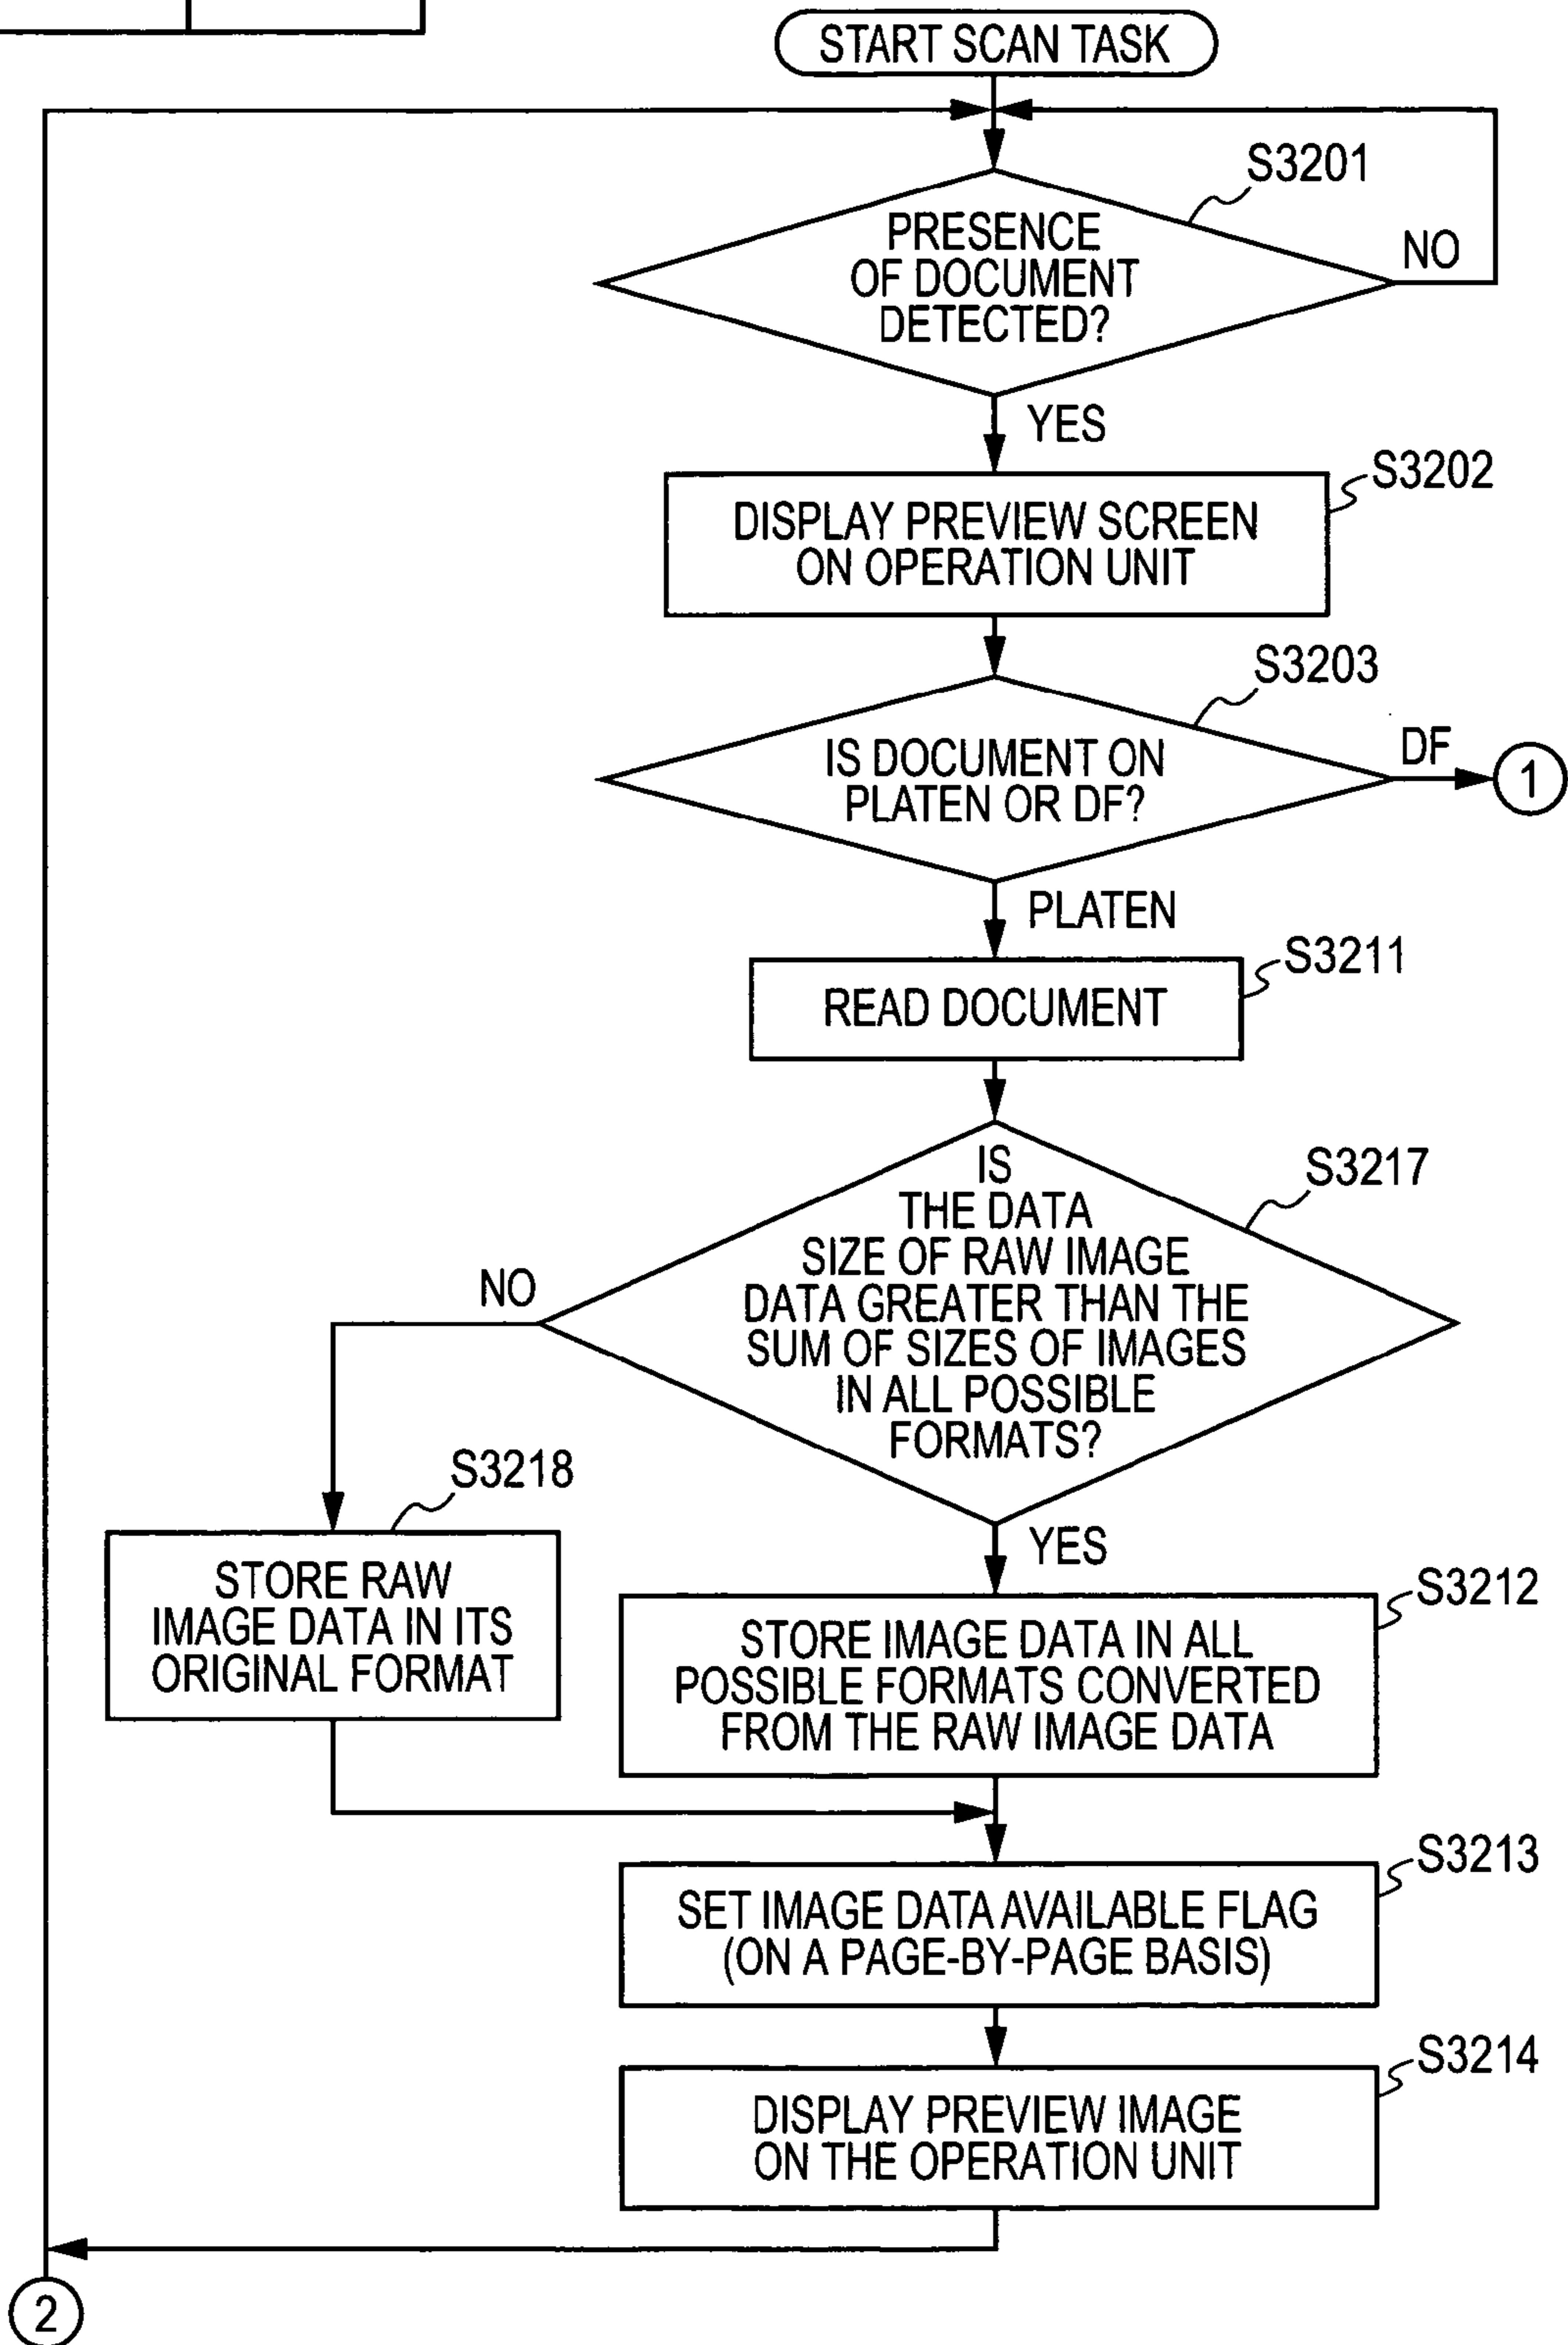 START SCAN TASK
S3201
PRESENCE
OF DOCUMENT
DETECTED?
NO
YES
S3202
DISPLAY PREVIEW SCREEN
ON OPERATION UNIT
S3203
IS DOCUMENT ON
PLATEN OR DF?
DF
1
PLATEN
S3211
READ DOCUMENT
S3217
IS
THE DATA
SIZE OF RAW IMAGE
DATA GREATER THAN THE
SUM OF SIZES OF IMAGES
IN ALL POSSIBLE
FORMATS?
NO
YES
S3218
STORE RAW
IMAGE DATA IN ITS
ORIGINAL FORMAT
S3212
STORE IMAGE DATA IN ALL
POSSIBLE FORMATS CONVERTED
FROM THE RAW IMAGE DATA
S3213
SET IMAGE DATA AVAILABLE FLAG
(ON A PAGE-BY-PAGE BASIS)
S3214
DISPLAY PREVIEW IMAGE
ON THE OPERATION UNIT
2